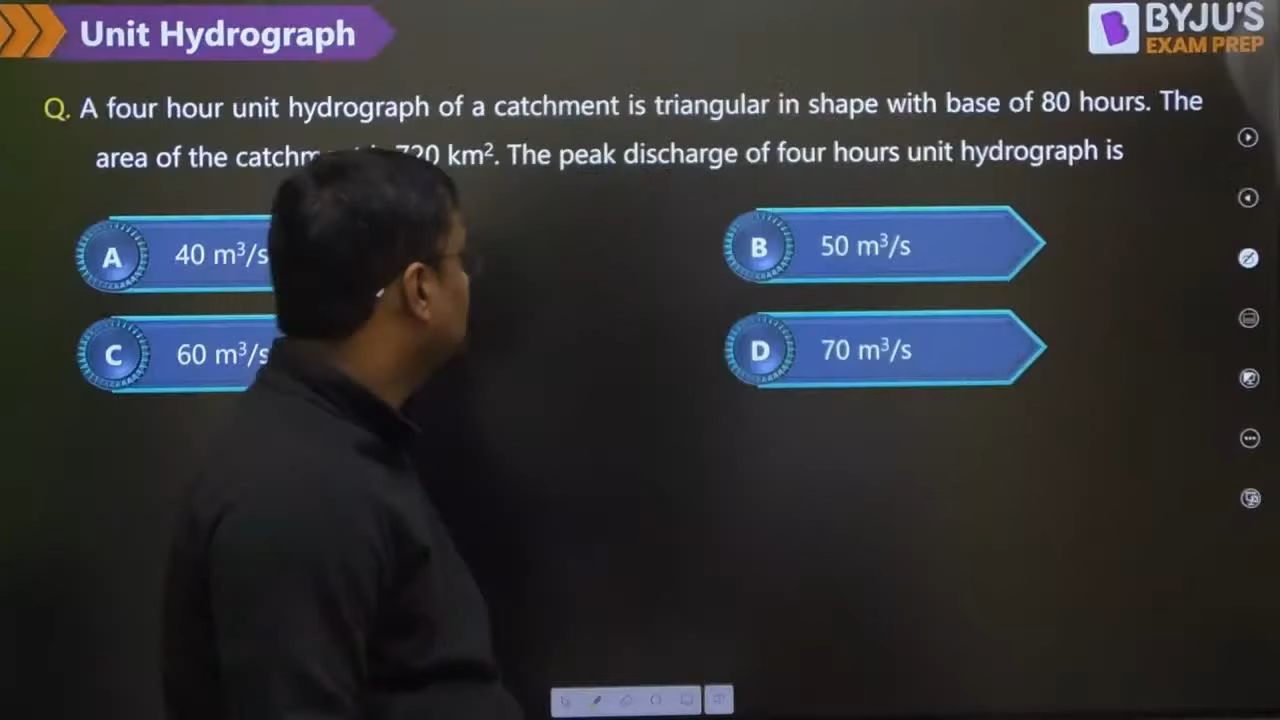 Unit Hydrograph
BYJU'S
EXAM PREP
Q. A four hour unit hydrograph of a catchment is triangular in shape with base of 80 hours. The
area of the km². The peak discharge of four hours unit hydrograph is
A 40 m³/s
B 50 m³/s
C 60 m³/s
D 70 m³/s